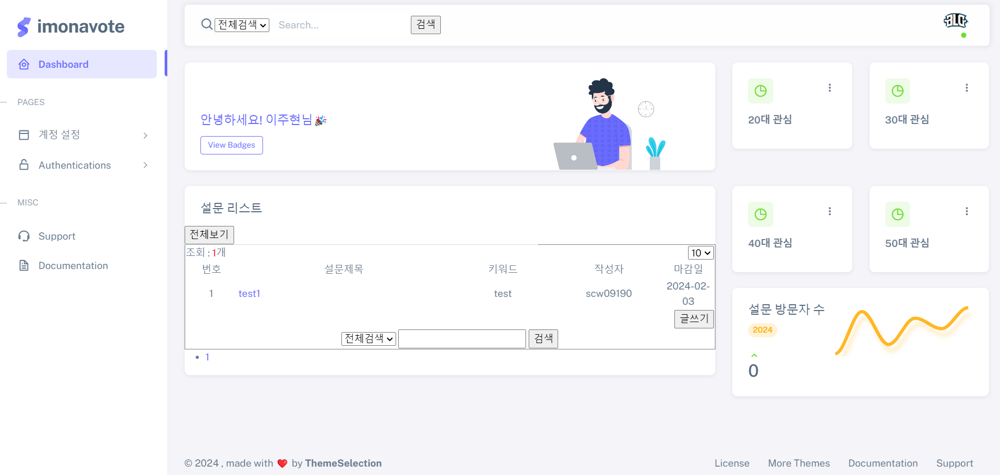 imonavote
Dashboard
PAGES
계정 설정
Authentications
MISC
Support
Documentation
전체검색 Search... 검색
BLG
안녕하세요! 이주현님🎉
View Badges
20대 관심
30대 관심
설문 리스트
전체보기
조회 : 1개 10
번호 설문제목 키워드 작성자 마감일
1 test1 test scw09190 2024-02-
03
글쓰기
전체검색 검색
• 1
40대 관심
50대 관심
설문 방문자 수
2024
0
© 2024 , made with ❤️ by ThemeSelection
License More Themes Documentation Support